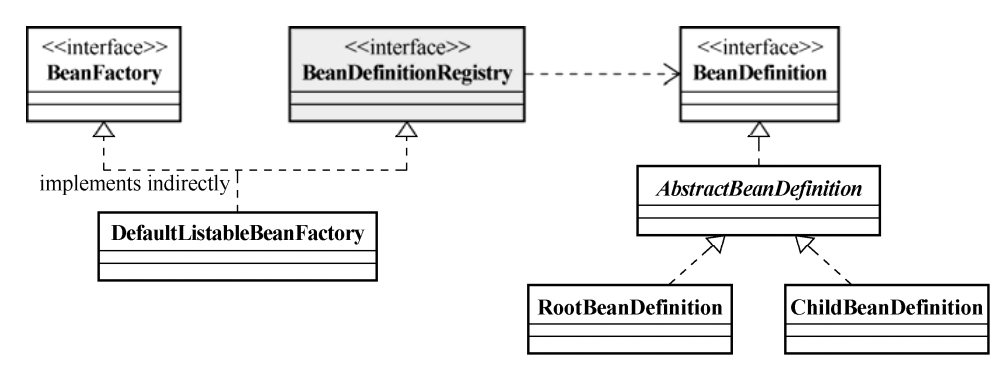 <<interface>>
BeanFactory
<<interface>>
BeanDefinitionRegistry
<<interface>>
BeanDefinition
implements indirectly
AbstractBeanDefinition
DefaultListableBeanFactory
RootBeanDefinition
ChildBeanDefinition